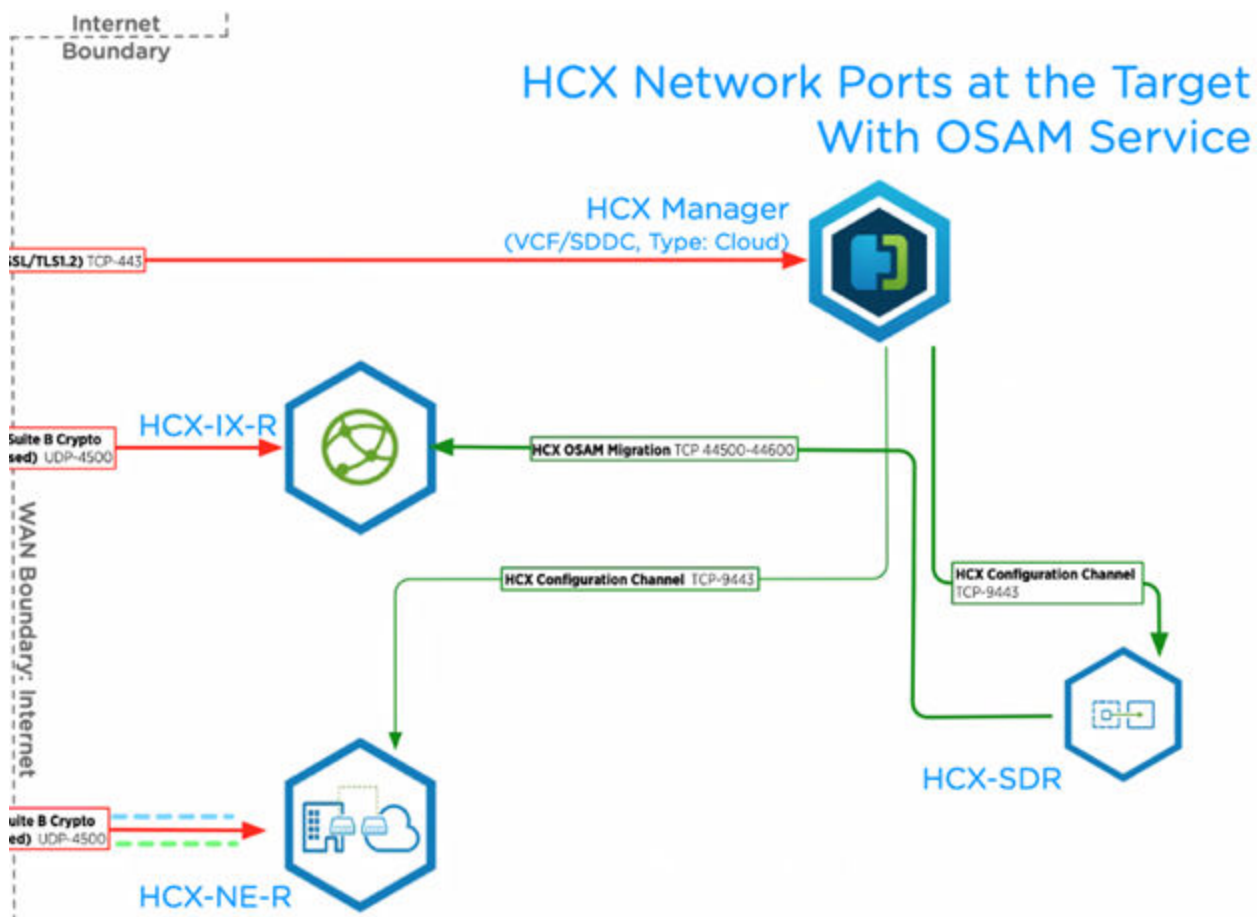 Internet
Boundary
HCX Network Ports at the Target
With OSAM Service
HCX Manager
(VCF/SDDC, Type: Cloud)
SSL/TLS1.2) TCP-443
HCX-IX-R
Suite B Crypto
sed) UDP-4500
HCX OSAM Migration TCP 44500-44600
WAN Boundary: Internet
HCX Configuration Channel TCP-9443
HCX Configuration Channel
TCP-9443
HCX-SDR
uite B Crypto
ed) UDP-4500
HCX-NE-R